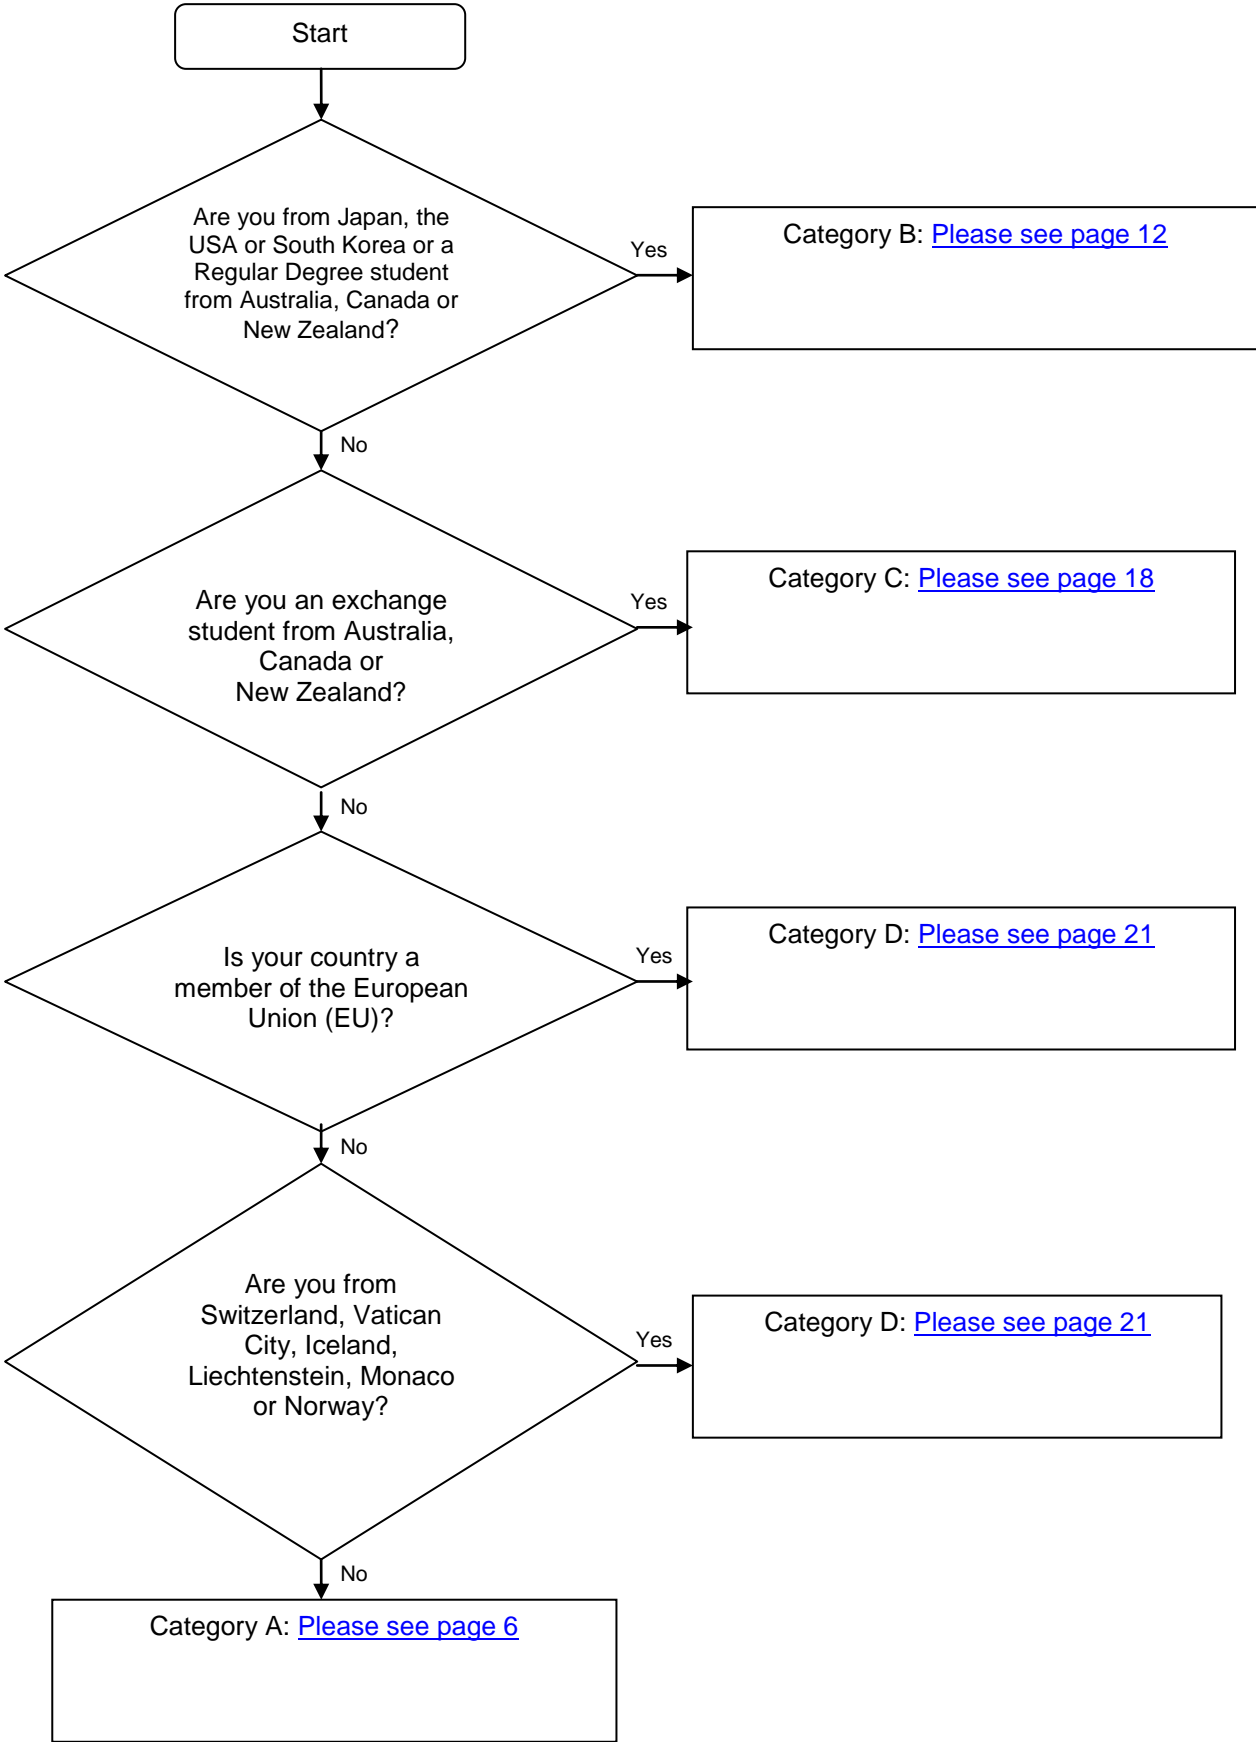 Start
Are you from Japan, the
USA or South Korea or a
Regular Degree student
from Australia, Canada or
New Zealand?
Yes
Category B: Please see page 12
No
Are you an exchange
student from Australia,
Canada or
New Zealand?
Yes
Category C: Please see page 18
No
Is your country a
member of the European
Union (EU)?
Yes
Category D: Please see page 21
No
Are you from
Switzerland, Vatican
City, Iceland,
Liechtenstein, Monaco
or Norway?
Yes
Category D: Please see page 21
No
Category A: Please see page 6